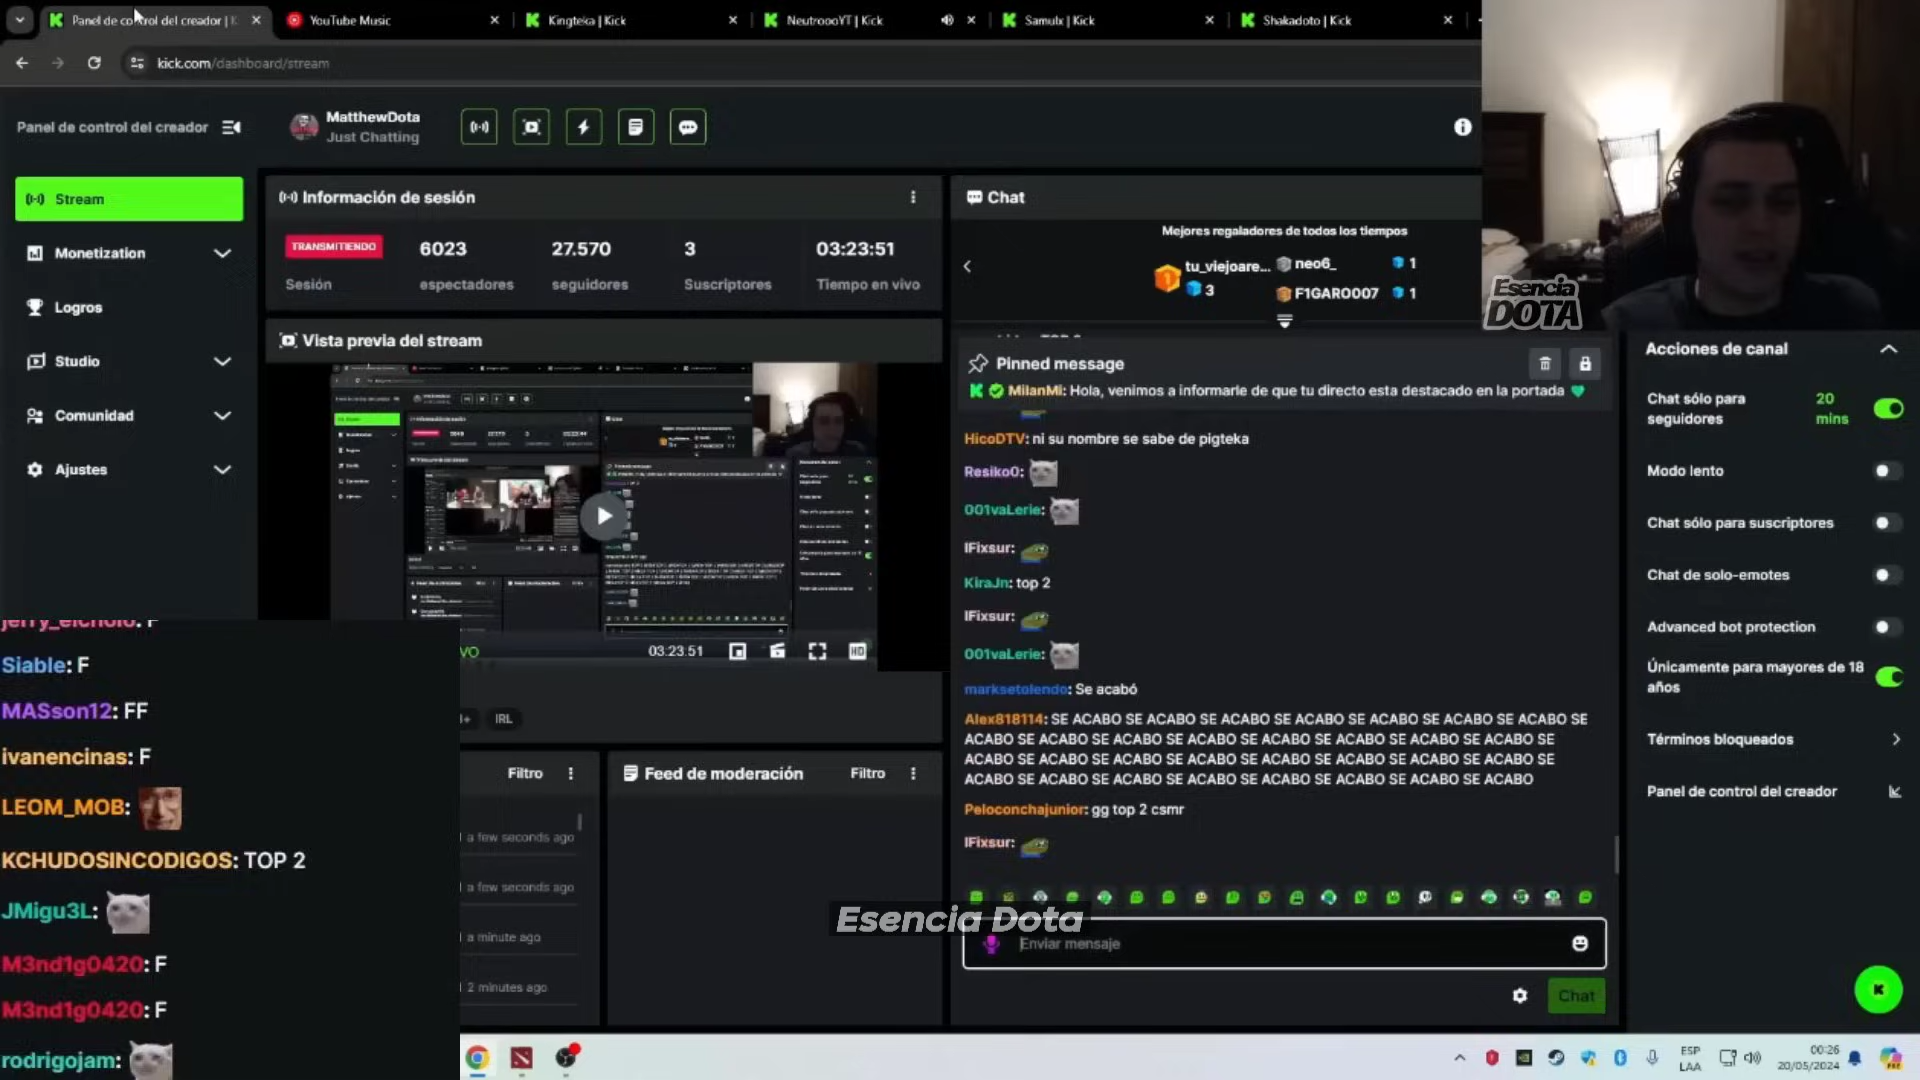 Panel de control del creador | K
YouTube Music
Kingteka | Kick
NeutroooYT | Kick
Samulx | Kick
Shakadoto | Kick
kick.com/dashboard/stream
Panel de control del creador
MatthewDota
Just Chatting
Stream
Monetization
Logros
Studio
Comunidad
Ajustes
Información de sesión
TRANSMITIENDO
6023
27.570
3
03:23:51
Sesión
espectadores
seguidores
Suscriptores
Tiempo en vivo
Vista previa del stream
VO
03:23:51
HD
IRL
Filtro
a few seconds ago
a few seconds ago
a minute ago
2 minutes ago
Feed de moderación
Filtro
Chat
Mejores regaladores de todos los tiempos
tu_viejoare...
3
neo6_
1
F1GARO007
1
Pinned message
MilanMi: Hola, venimos a informarle de que tu directo esta destacado en la portada
HicoDTV: ni su nombre se sabe de pigteka
Resiko0:
001vaLerie:
IFixsur:
KiraJn: top 2
IFixsur:
001vaLerie:
marksetolendo: Se acabó
Alex818114: SE ACABO SE ACABO SE ACABO SE ACABO SE ACABO SE ACABO SE ACABO SE
ACABO SE ACABO SE ACABO SE ACABO SE ACABO SE ACABO SE ACABO SE ACABO SE
ACABO SE ACABO SE ACABO SE ACABO SE ACABO SE ACABO SE ACABO SE ACABO SE
ACABO SE ACABO SE ACABO SE ACABO SE ACABO SE ACABO SE ACABO SE ACABO
Peloconchajunior: gg top 2 csmr
IFixsur:
Enviar mensaje
Chat
Esencia
DOTA
Acciones de canal
Chat sólo para
seguidores
20
mins
Modo lento
Chat sólo para suscriptores
Chat de solo-emotes
Advanced bot protection
Únicamente para mayores de 18
años
Términos bloqueados
Panel de control del creador
jerry_elcholo: F
Siable: F
MASson12: FF
ivanencinas: F
LEOM_MOB:
KCHUDOSINCODIGOS: TOP 2
JMigu3L:
M3nd1g0420: F
M3nd1g0420: F
rodrigojam:
Esencia Dota
ESP
LAA
00:26
20/05/2024